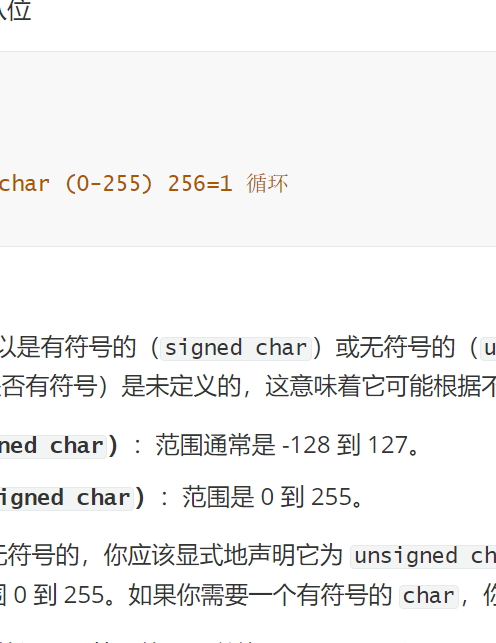 入位
char (0-255) 256=1 循环
以是有符号的（signed char）或无符号的（u
否有符号）是未定义的，这意味着它可能根据不
ned char)：范围通常是 -128 到 127。
igned char)：范围是 0 到 255。
无符号的，你应该显式地声明它为 unsigned ch
围 0 到 255。如果你需要一个有符号的 char，你